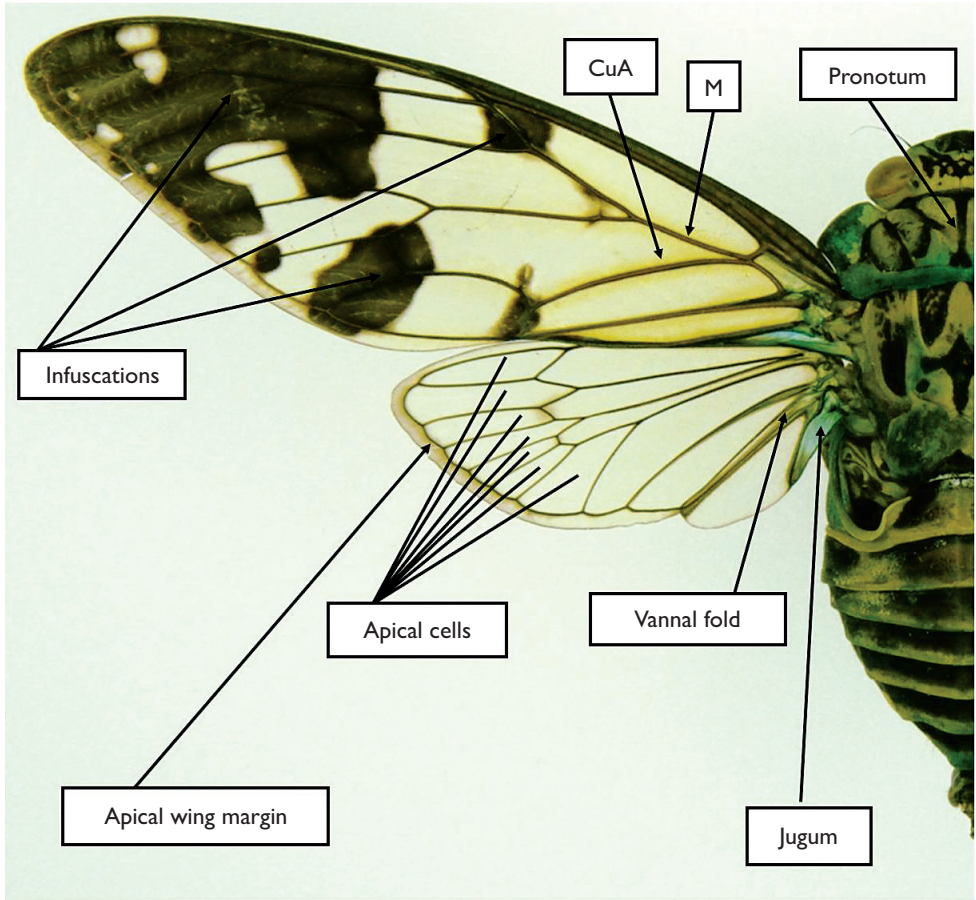 CuA
M
Pronotum
Infuscations
Apical cells
Vannal fold
Apical wing margin
Jugum